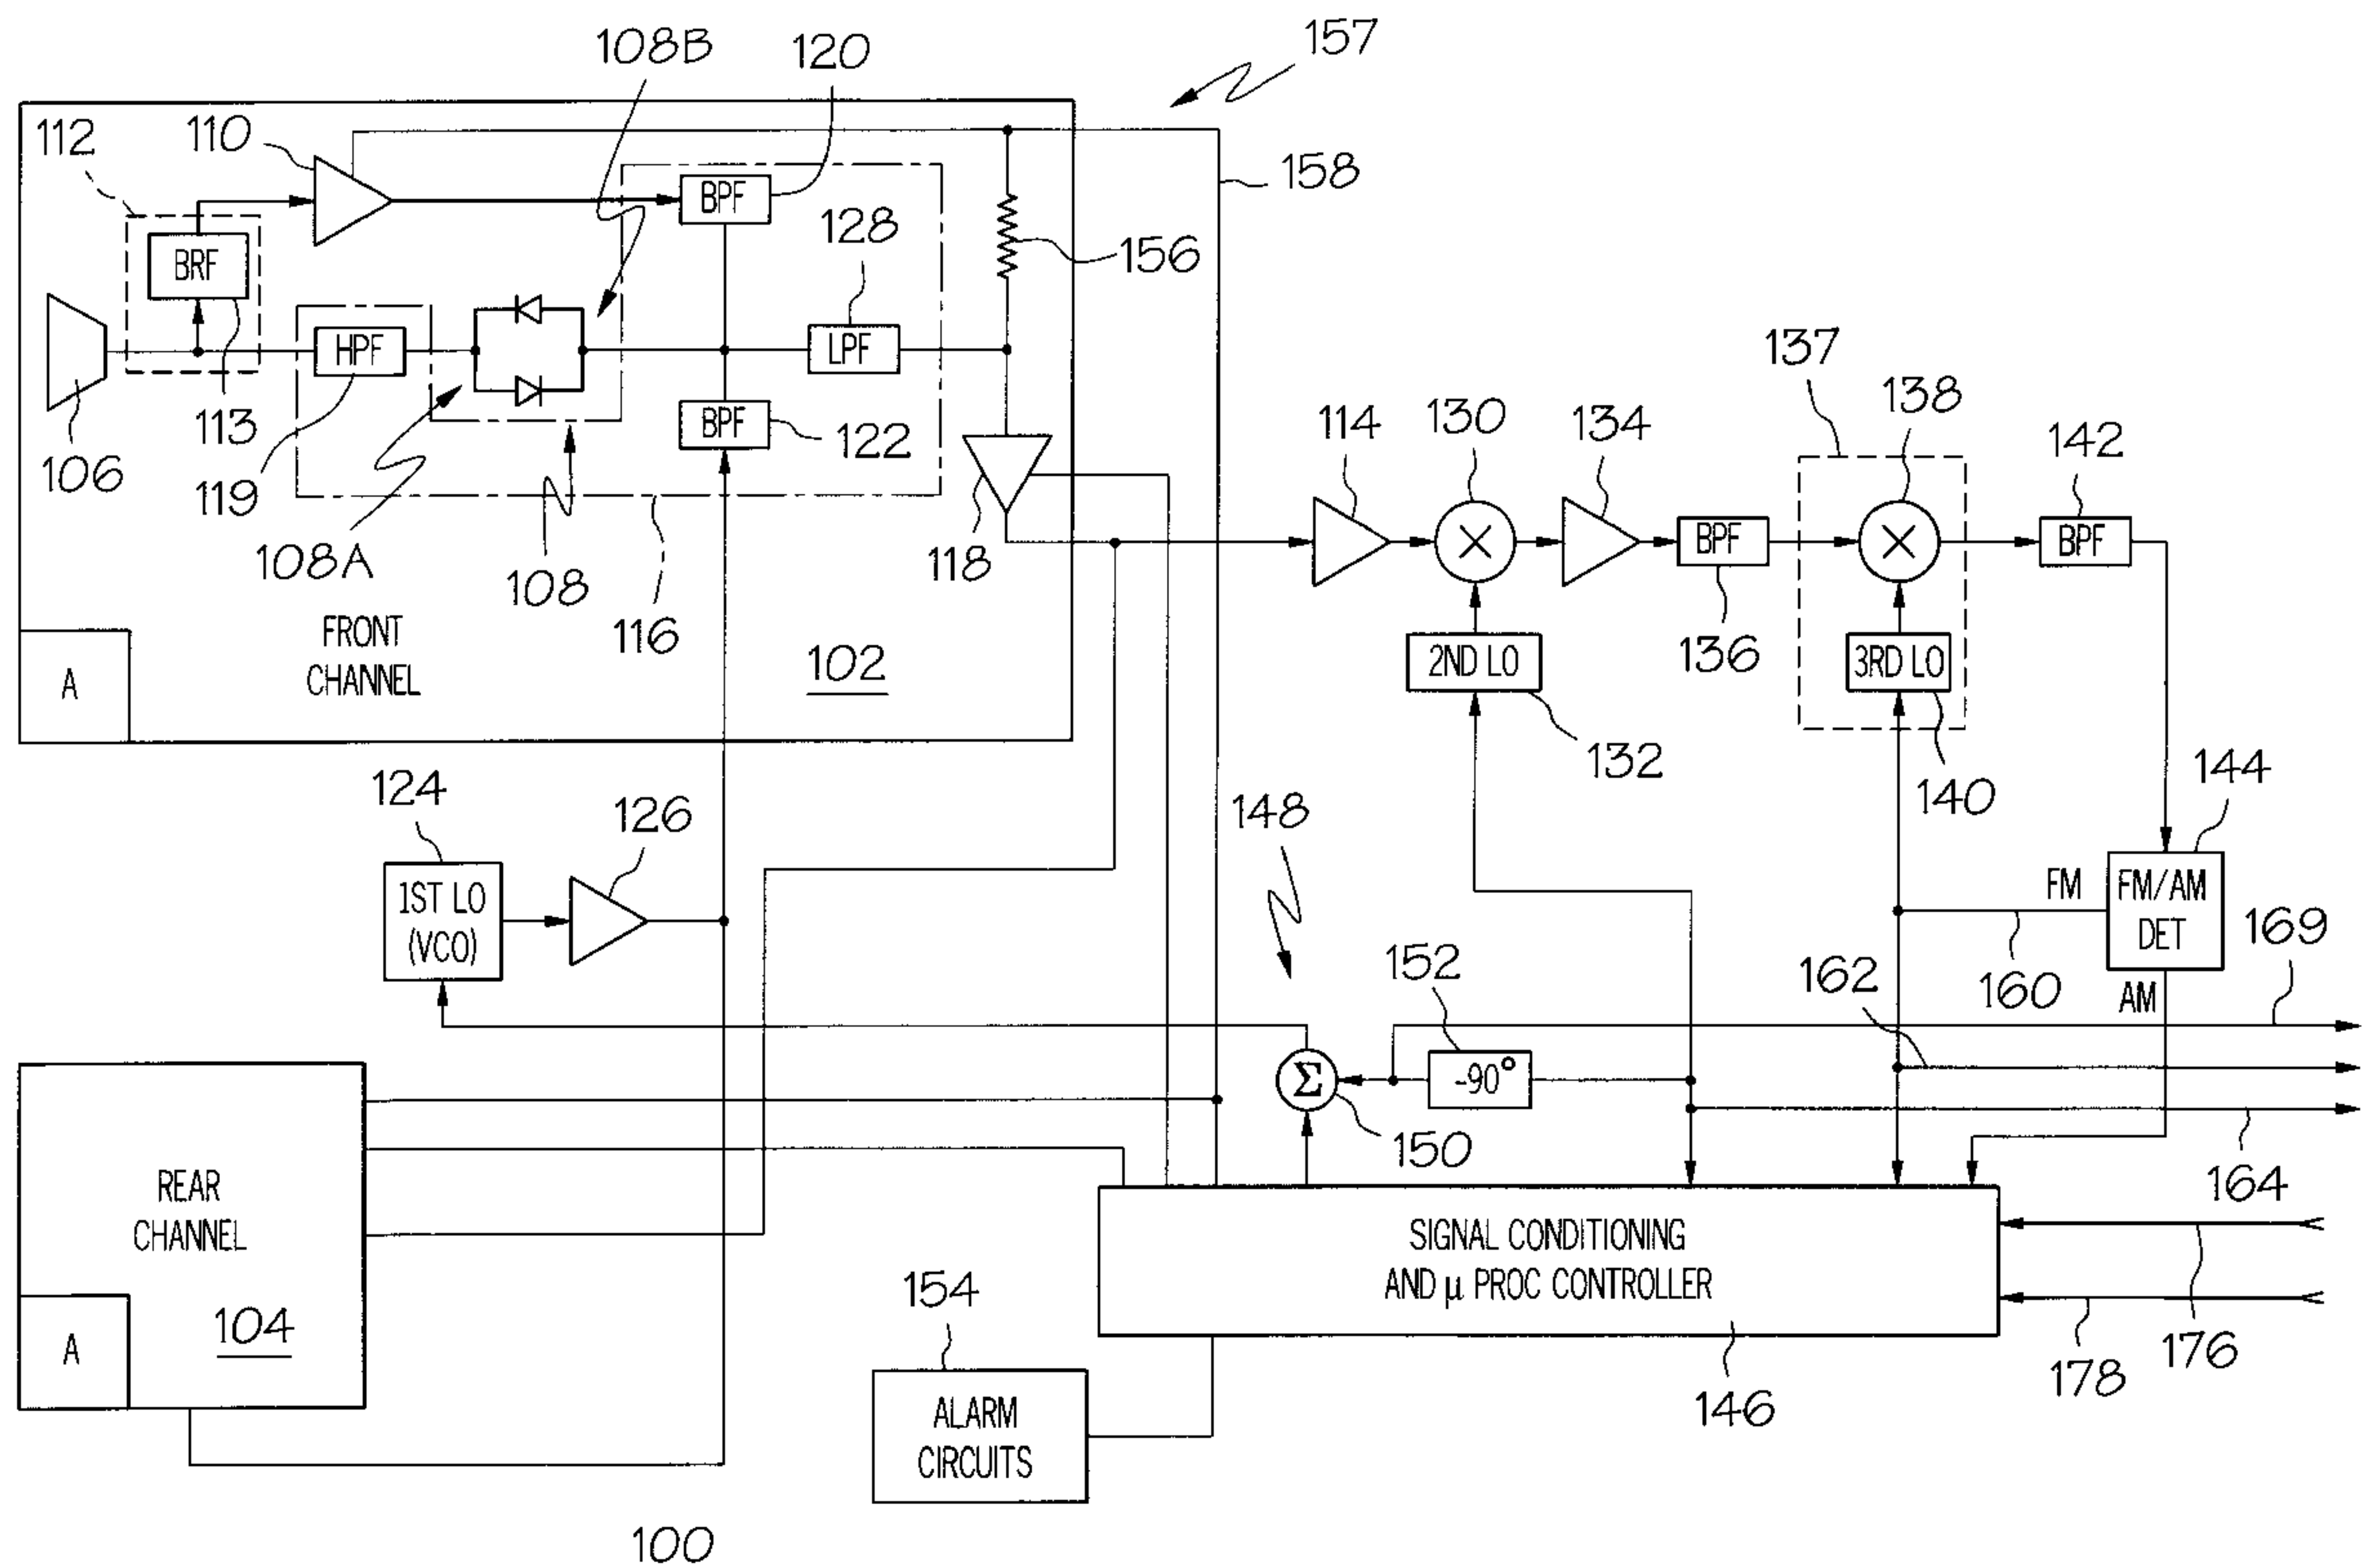 157
108B
120
112
110
158
BPF
128
156
BRF
HPF
LPF
137
138
113
BPF
122
114
130
134
142
106
119
118
BPF
BPF
108A
108
116
FRONT
CHANNEL
102
2ND LO
136
3RD LO
A
132
140
124
126
148
144
1ST LO
(VCO)
FM
FM/AM
DET
169
152
162
160
AM
-90°
Σ
150
164
REAR
CHANNEL
SIGNAL CONDITIONING
AND µ PROC CONTROLLER
154
104
A
176
178
146
ALARM
CIRCUITS
100